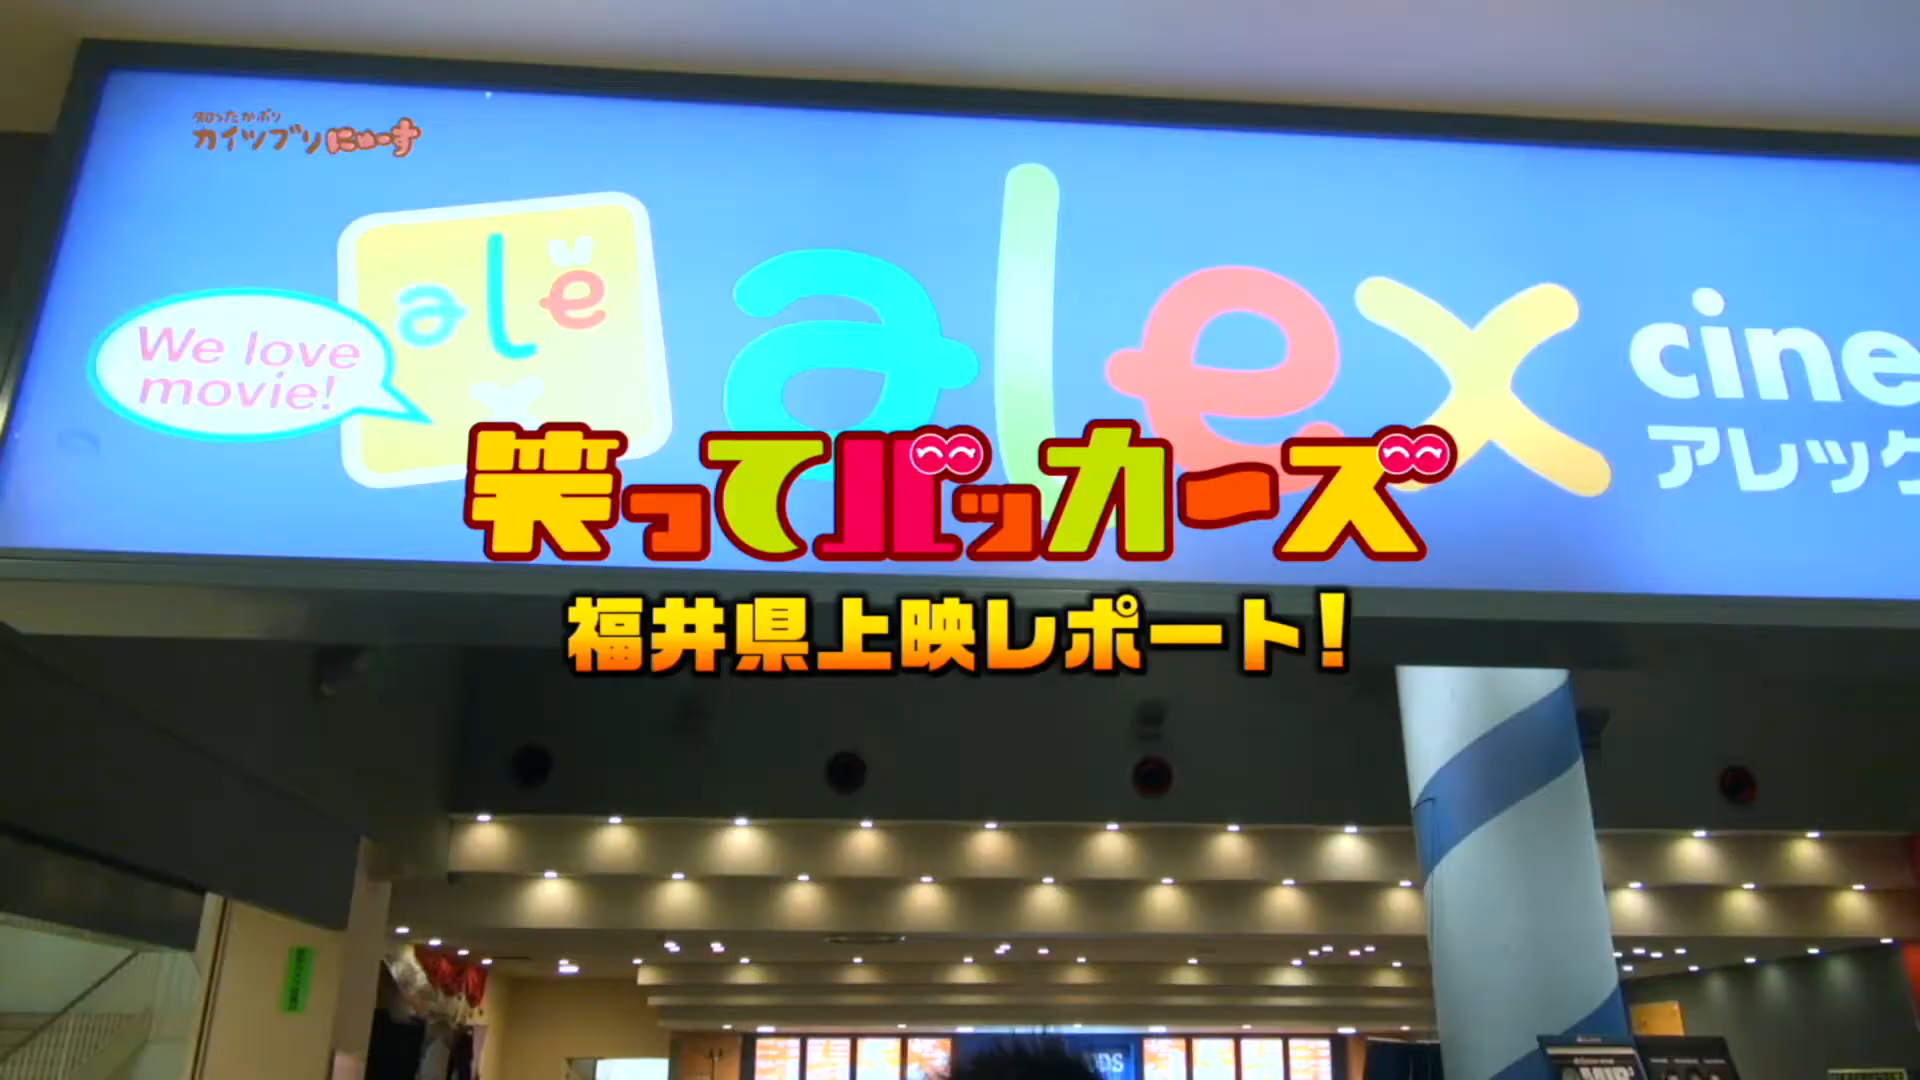 知ったかぶり
カイツブリにゅーす
We love
movie!
ale
alex
cine
アレック
笑ってバッカーズ
福井県上映レポート!